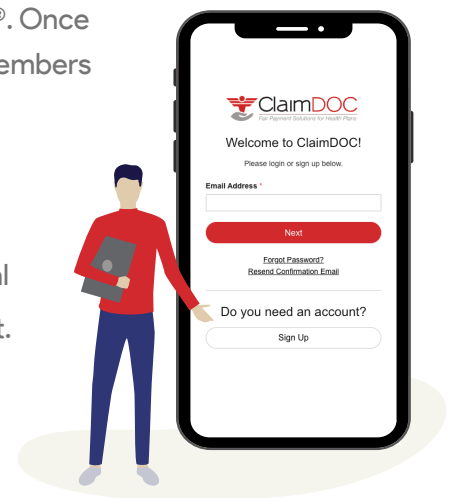 ®. Once
embers
al
t.
ClaimDOC
Fair Payment Solutions for Health Plans
Welcome to ClaimDOC!
Please login or sign up below.
Email Address *
Next
Forgot Password?
Resend Confirmation Email
Do you need an account?
Sign Up